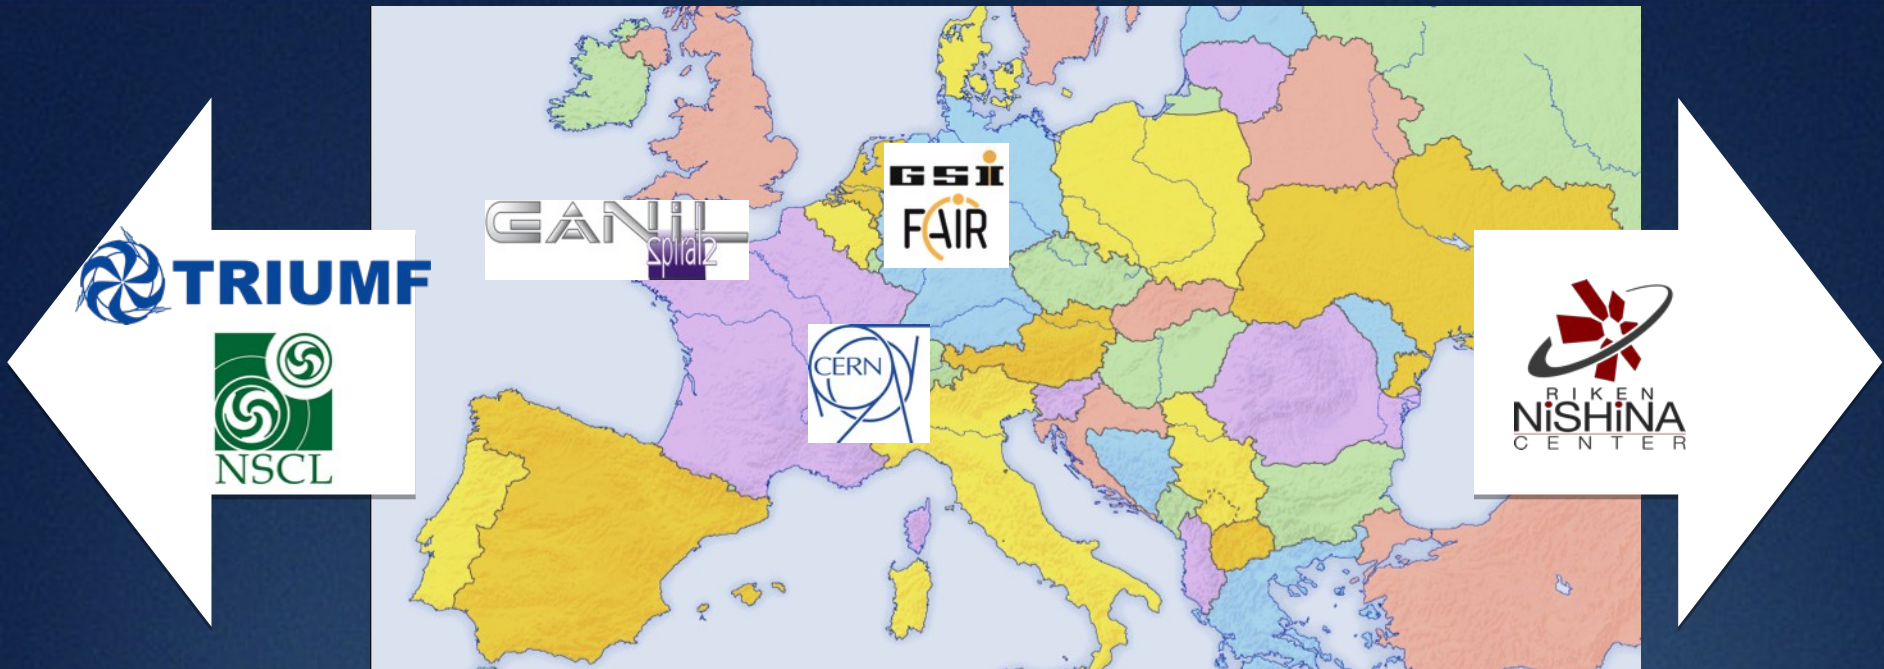 TRIUMF
NSCL
GANIL
spiral2
GSI
FAIR
CERN
RIKEN
NiSHiNA
CENTER